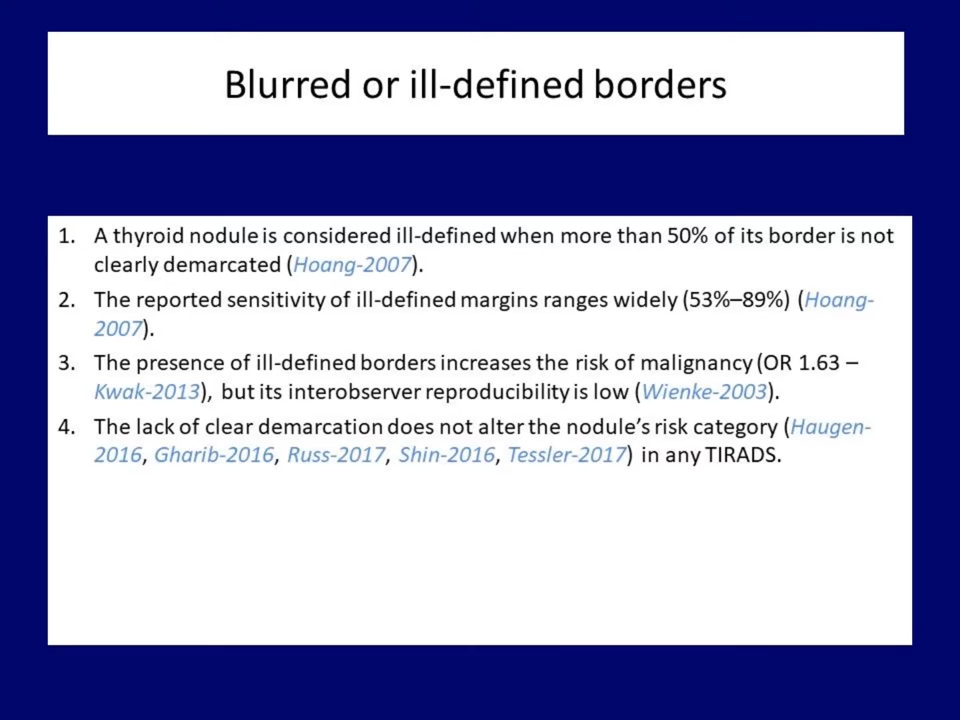 Blurred or ill-defined borders
1. A thyroid nodule is considered ill-defined when more than 50% of its border is not
clearly demarcated (Hoang-2007).
2. The reported sensitivity of ill-defined margins ranges widely (53%–89%) (Hoang-
2007).
3. The presence of ill-defined borders increases the risk of malignancy (OR 1.63 –
Kwak-2013), but its interobserver reproducibility is low (Wienke-2003).
4. The lack of clear demarcation does not alter the nodule’s risk category (Haugen-
2016, Gharib-2016, Russ-2017, Shin-2016, Tessler-2017) in any TIRADS.